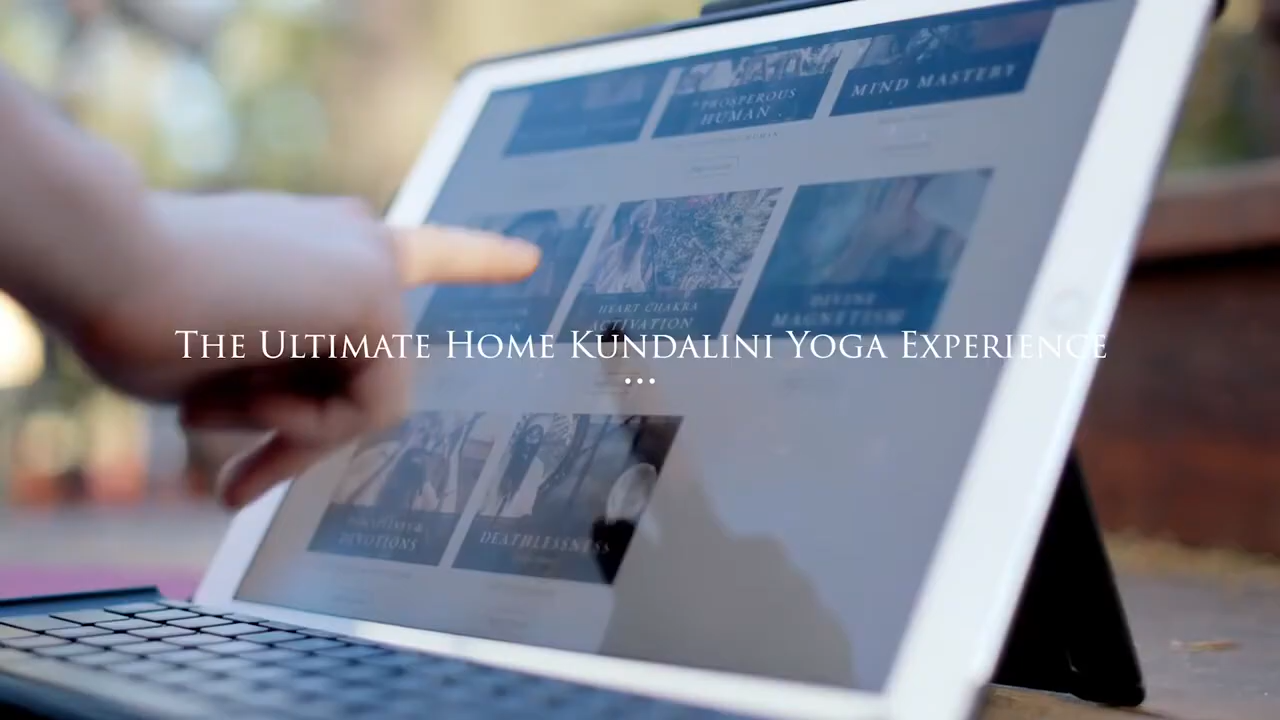 PROSPEROUS
HUMAN
MIND MASTERY
HEART CHAKRA
ACTIVATION
DIVINE
MAGNETISM
The Ultimate Home Kundalini Yoga Experience
•••
DEVOTIONS
DEATHLESSNESS